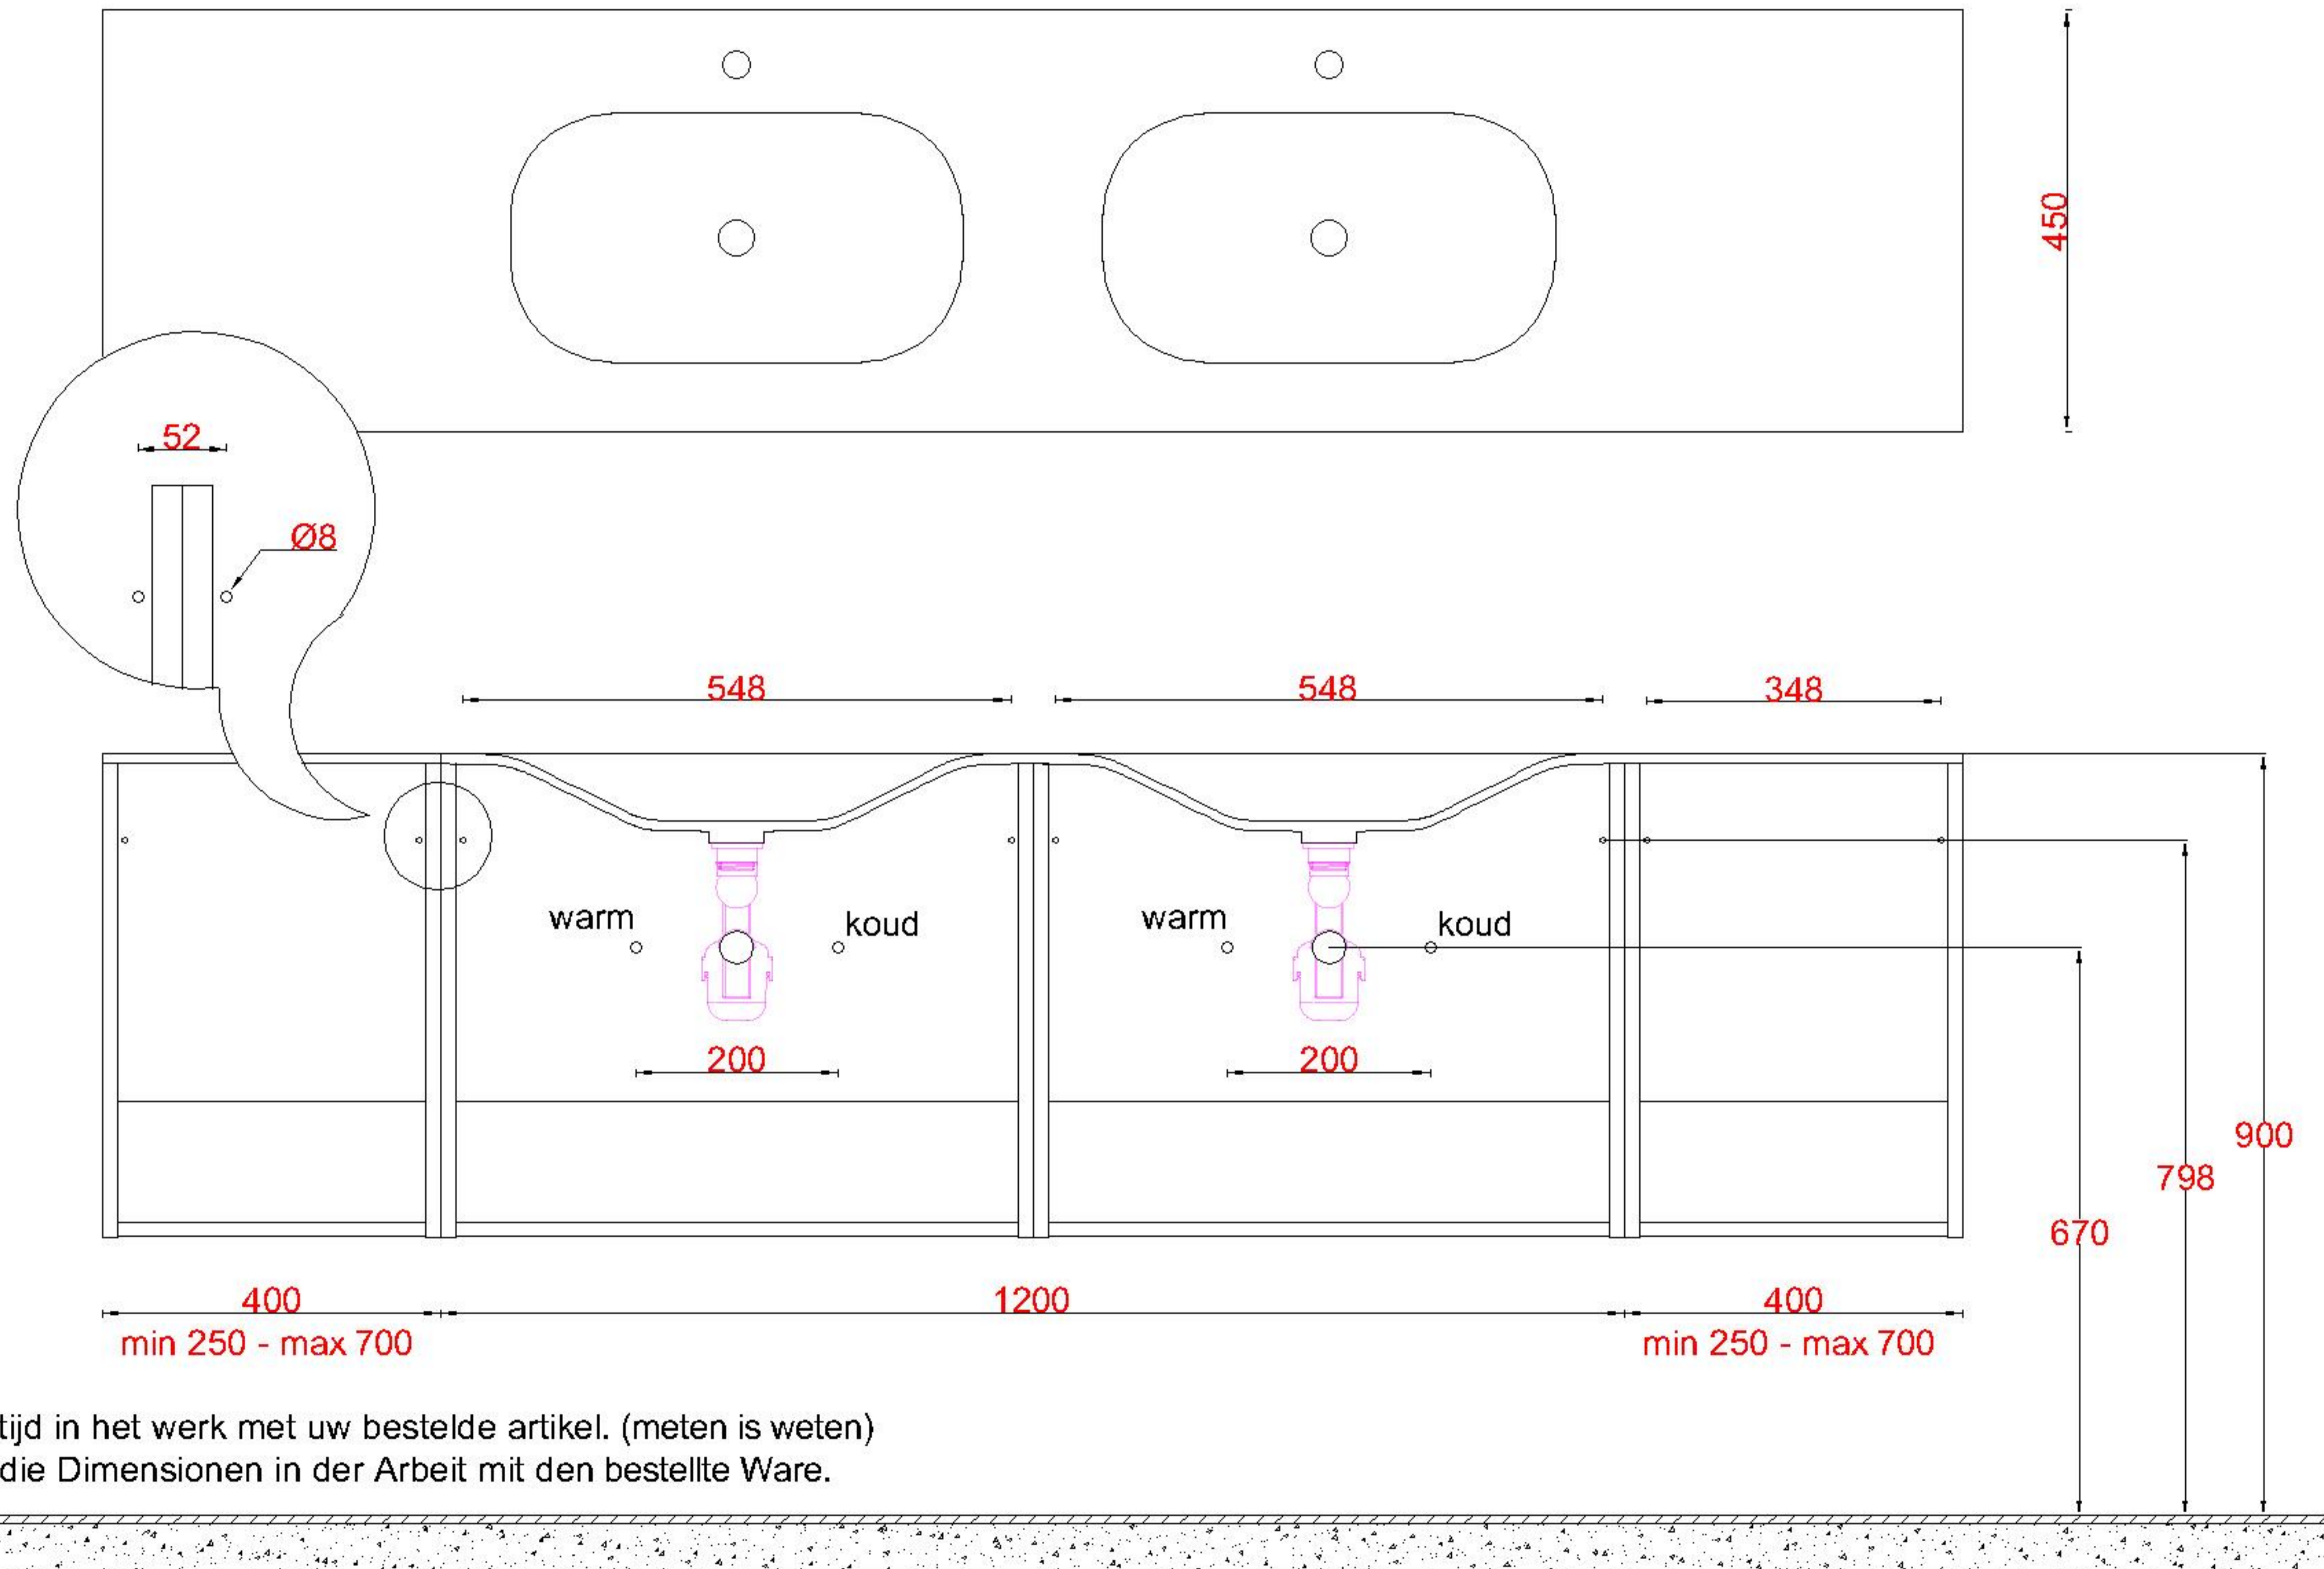 450
52
Ø8
548
548
348
warm
koud
warm
koud
200
200
900
798
670
400
1200
400
min 250 - max 700
min 250 - max 700
tijd in het werk met uw bestelde artikel. (meten is weten)
die Dimensionen in der Arbeit mit den bestellte Ware.